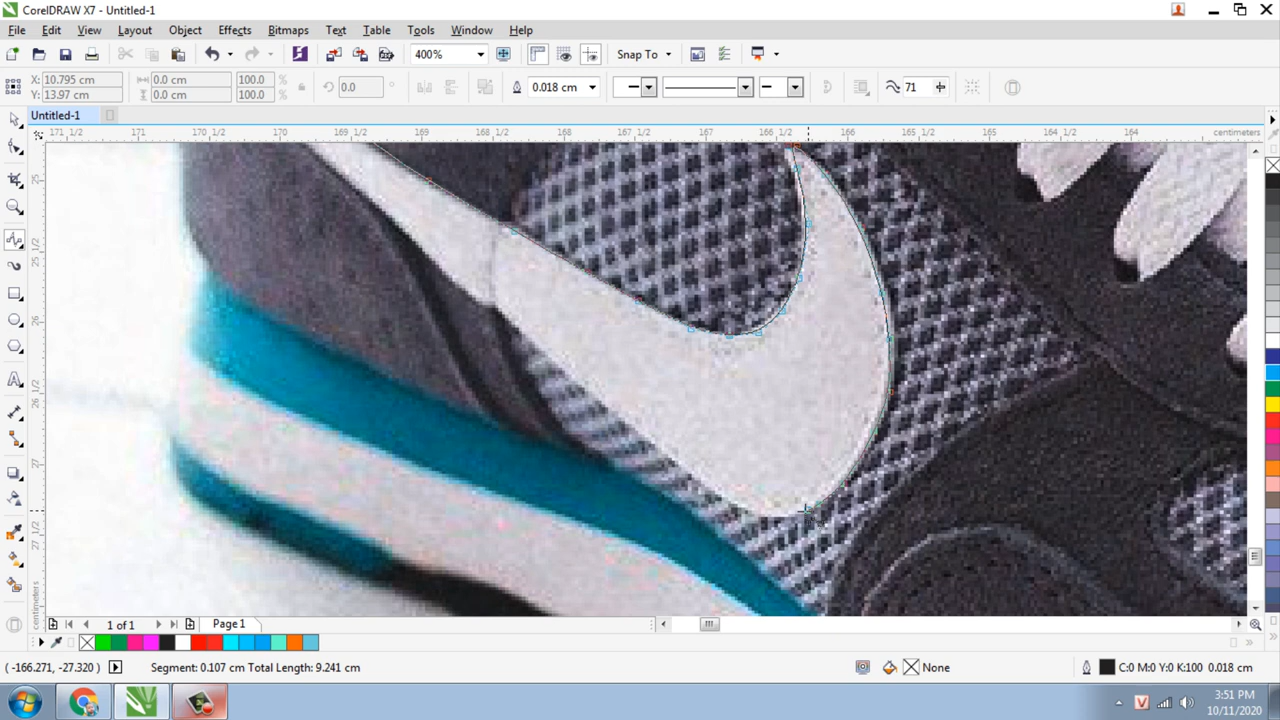 CorelDRAW X7 - Untitled-1
File Edit View Layout Object Effects Bitmaps Text Table Tools Window Help
400% Snap To
X: 10.795 cm 0.0 cm 100.0 % 0.0 ° 0.018 cm 71
Y: 13.97 cm 0.0 cm 100.0 %
Untitled-1
171 1/2 171 170 1/2 170 169 1/2 169 168 1/2 168 167 1/2 167 166 1/2 166 165 1/2 165 164 1/2 164 centimeters
25
25 1/2
26
26 1/2
27
27 1/2
centimeters
1 of 1 Page 1
( -166.271, -27.320 ) Segment: 0.107 cm Total Length: 9.241 cm None C:0 M:0 Y:0 K:100 0.018 cm
V 3:51 PM
10/11/2020